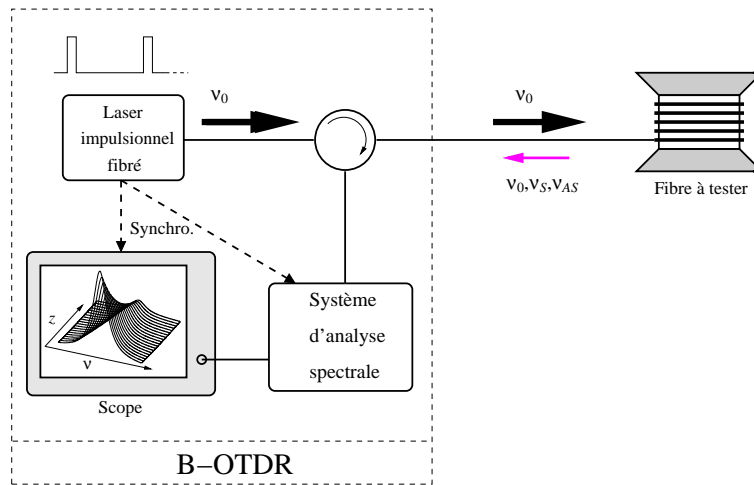 Laser
impulsionnel
fibré
ν0
ν0
ν0,νS,νAS
Fibre à tester
Synchro.
Système
d'analyse
spectrale
z
ν
Scope
B–OTDR